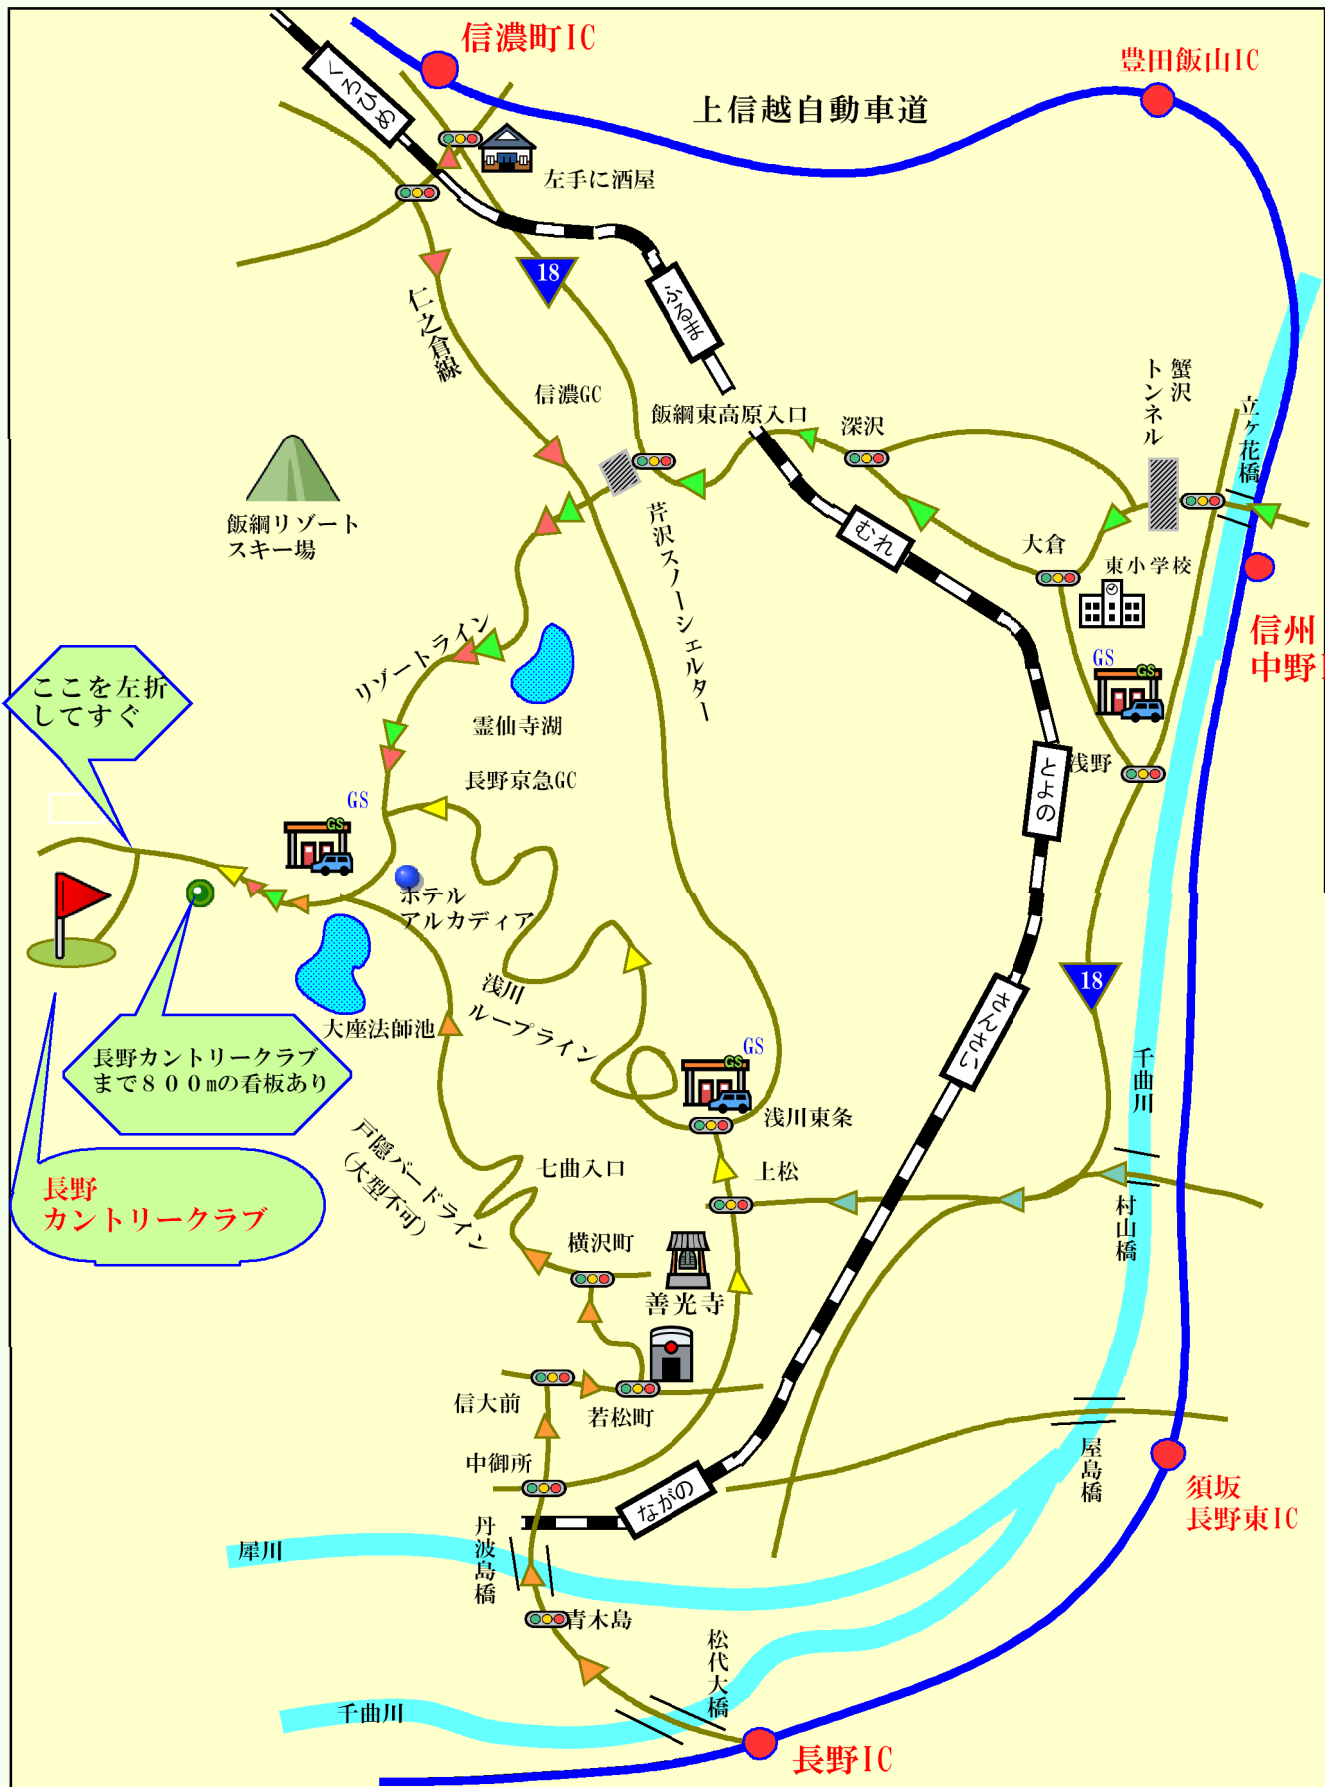 信濃町IC
豊田飯山IC
上信越自動車道
くろひめ
左手に酒屋
18
ふるま
仁之倉線
信濃GC
飯綱東高原入口
深沢
蟹沢
トンネル
立ヶ花橋
飯綱リゾート
スキー場
芹沢スノーシェルター
むれ
大倉
東小学校
信州
中野I
GS
GS
リゾートライン
霊仙寺湖
ここを左折
してすぐ
長野京急GC
とよの
浅野
GS
GS
ホテル
アルカディア
浅川
ループライン
18
さんさい
大座法師池
長野カントリークラブ
まで800mの看板あり
GS
GS
浅川東条
千曲川
戸隠バードライン
(大型不可)
七曲入口
上松
長野
カントリークラブ
村山橋
横沢町
善光寺
信大前
若松町
中御所
ながの
屋島橋
須坂
長野東IC
丹波島橋
犀川
青木島
松代大橋
千曲川
長野IC